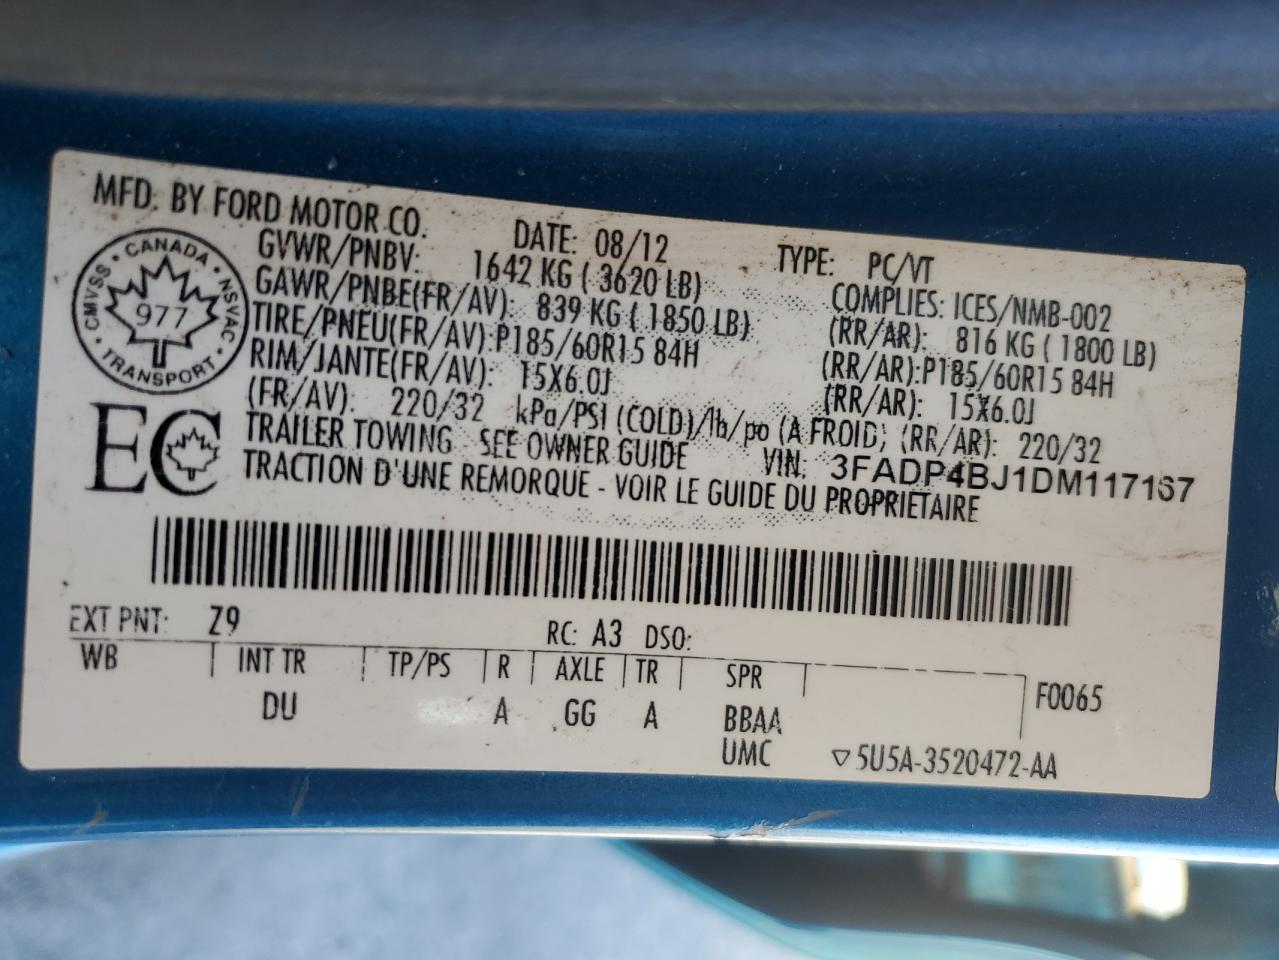 MFD. BY FORD MOTOR CO.
DATE: 08/12 TYPE: PC/VT
GVWR/PNBV: 1642 KG ( 3620 LB) COMPLIES: ICES/NMB-002
GAWR/PNBE(FR/AV): 839 KG ( 1850 LB) (RR/AR): 816 KG ( 1800 LB)
TIRE/PNEU(FR/AV): P185/60R15 84H (RR/AR): P185/60R15 84H
RIM/JANTE(FR/AV): 15X6.0J (RR/AR): 15X6.0J
(FR/AV): 220/32 kPa/PSI (COLD)/lb/po (A FROID) (RR/AR): 220/32
TRAILER TOWING - SEE OWNER GUIDE VIN: 3FADP4BJ1DM117167
TRACTION D'UNE REMORQUE - VOIR LE GUIDE DU PROPRIETAIRE
CANADA · NSVAC · TRANSPORT · CMVSS ·
977
EC
EXT PNT: Z9 RC: A3 DSO:
WB | INT TR | TP/PS | R | AXLE | TR | SPR F0065
DU A GG A BBAA
UMC ▽5U5A-3520472-AA